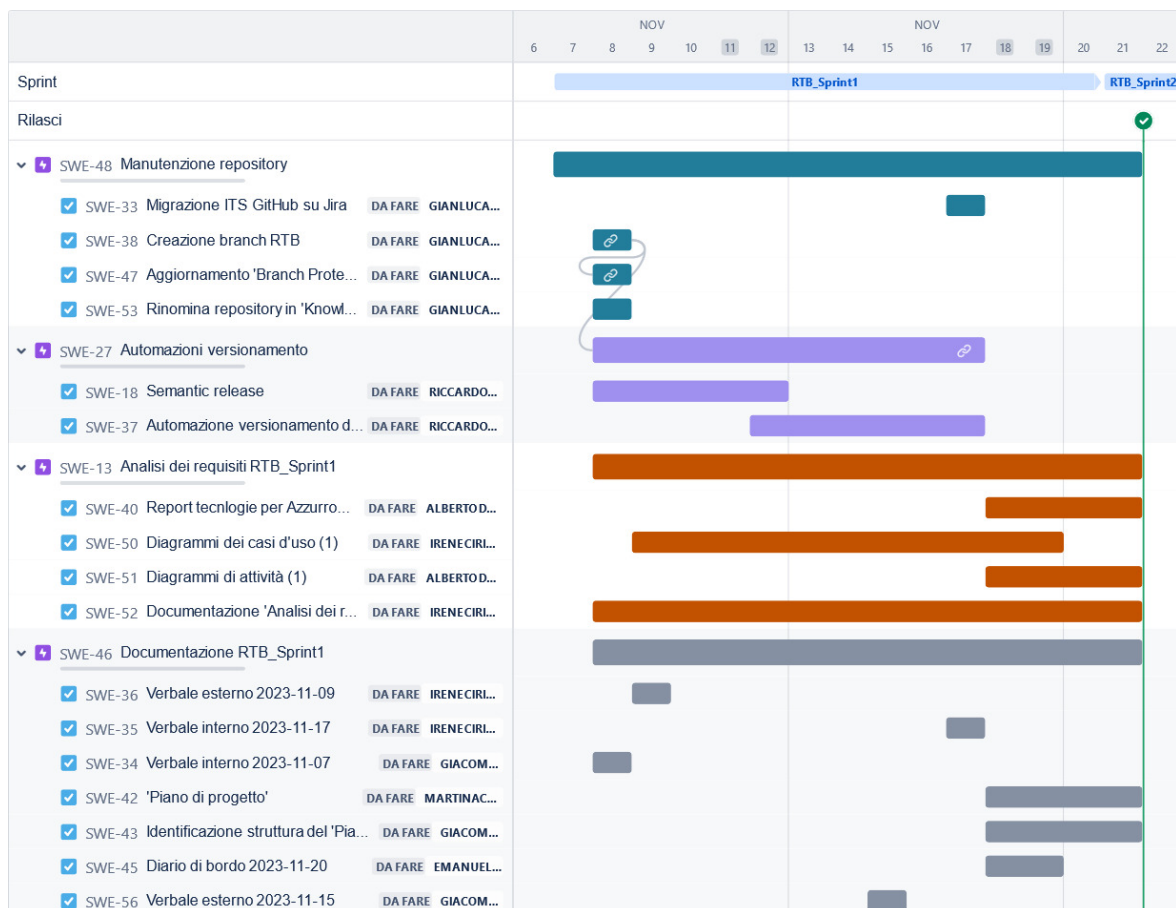 NOV NOV
6 7 8 9 10 11 12 13 14 15 16 17 18 19 20 21 22
Sprint RTB_Sprint1 RTB_Sprint2
Rilasci
SWE-48 Manutenzione repository
SWE-33 Migrazione ITS GitHub su Jira DA FARE GIANLUCA...
SWE-38 Creazione branch RTB DA FARE GIANLUCA...
SWE-47 Aggiornamento 'Branch Prote... DA FARE GIANLUCA...
SWE-53 Rinomina repository in 'Knowl... DA FARE GIANLUCA...
SWE-27 Automazioni versionamento
SWE-18 Semantic release DA FARE RICCARDO...
SWE-37 Automazione versionamento d... DA FARE RICCARDO...
SWE-13 Analisi dei requisiti RTB_Sprint1
SWE-40 Report tecnlogie per Azzurro... DA FARE ALBERTO D...
SWE-50 Diagrammi dei casi d'uso (1) DA FARE IRENE CIRI...
SWE-51 Diagrammi di attività (1) DA FARE ALBERTO D...
SWE-52 Documentazione 'Analisi dei r... DA FARE IRENE CIRI...
SWE-46 Documentazione RTB_Sprint1
SWE-36 Verbale esterno 2023-11-09 DA FARE IRENE CIRI...
SWE-35 Verbale interno 2023-11-17 DA FARE IRENE CIRI...
SWE-34 Verbale interno 2023-11-07 DA FARE GIACOM...
SWE-42 'Piano di progetto' DA FARE MARTINA C...
SWE-43 Identificazione struttura del 'Pia... DA FARE GIACOM...
SWE-45 Diario di bordo 2023-11-20 DA FARE EMANUEL...
SWE-56 Verbale esterno 2023-11-15 DA FARE GIACOM...